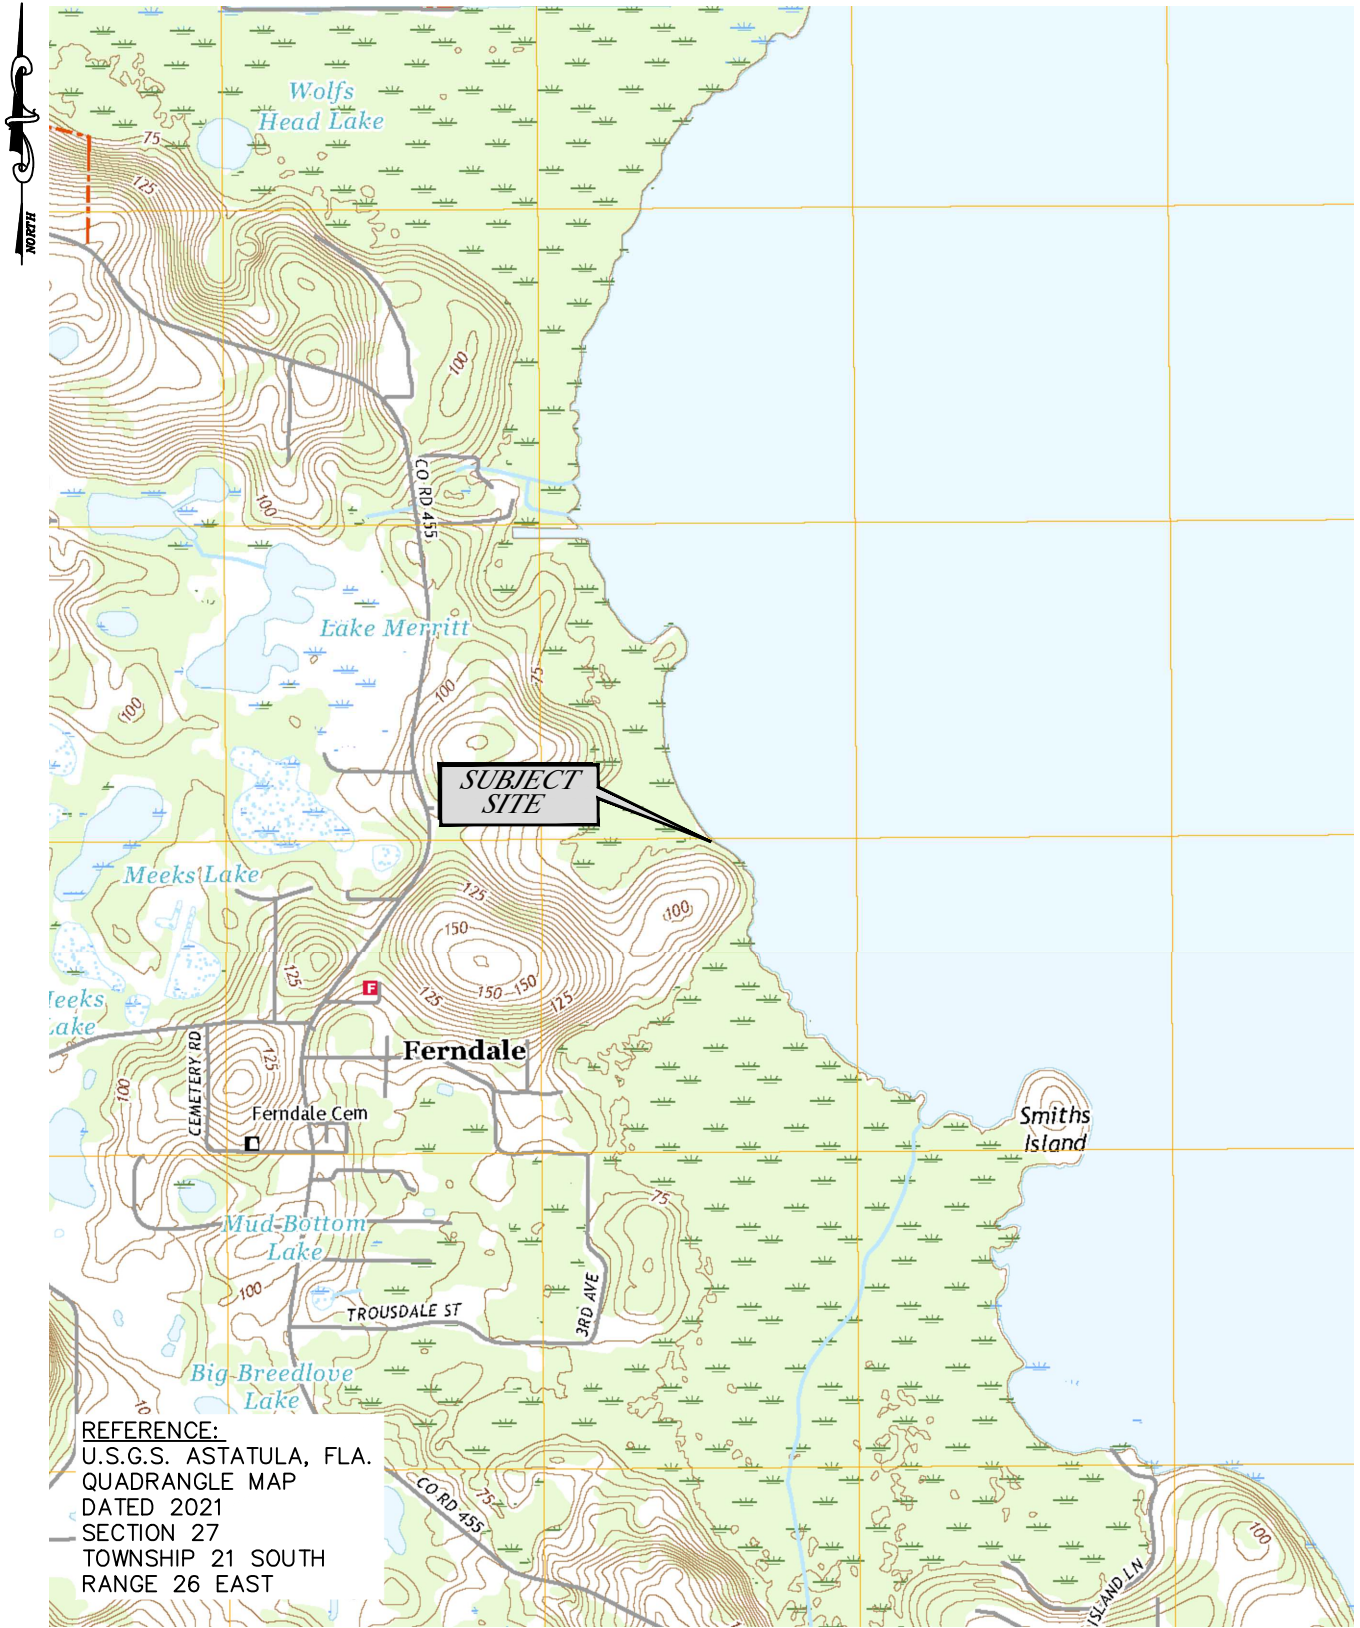 NORTH
Wolfs
Head Lake
75
125
100
100
CO RD 455
Lake Merritt
75
100
100
SUBJECT
SITE
Meeks Lake
125
100
150
125
150
150
125
125
F
Meeks
Lake
Ferndale
125
CEMETERY RD
100
Ferndale Cem
Smiths
Island
75
Mud Bottom
Lake
100
TROUSDALE ST
3RD AVE
Big Breedlove
Lake
10
REFERENCE:
U.S.G.S. ASTATULA, FLA.
QUADRANGLE MAP
DATED 2021
SECTION 27
TOWNSHIP 21 SOUTH
RANGE 26 EAST
CO RD 455
75
100
ISLAND LN